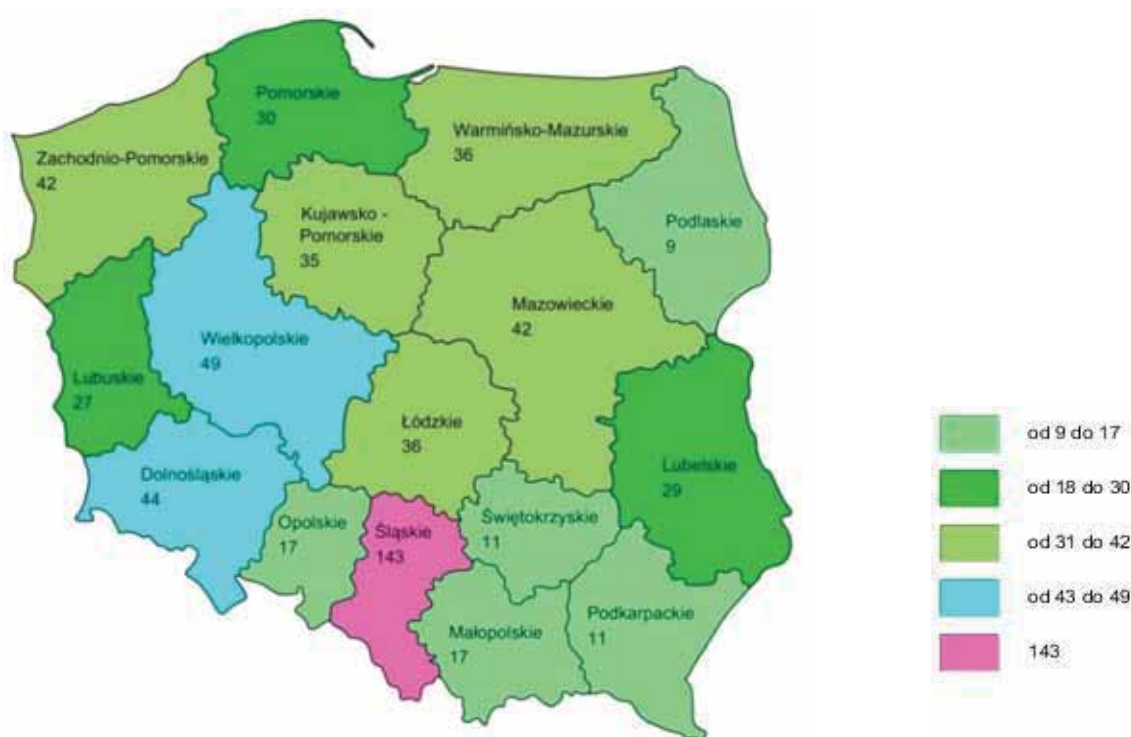 Pomorskie
30
Warmińsko-Mazurskie
36
Zachodnio-Pomorskie
42
Kujawsko -
Pomorskie
35
Podlaskie
9
Mazowieckie
42
Wielkopolskie
49
Lubuskie
27
Łódzkie
36
Lubelskie
29
Dolnośląskie
44
Opolskie
17
Śląskie
143
Świętokrzyskie
11
Podkarpackie
11
Małopolskie
17
od 9 do 17
od 18 do 30
od 31 do 42
od 43 do 49
143